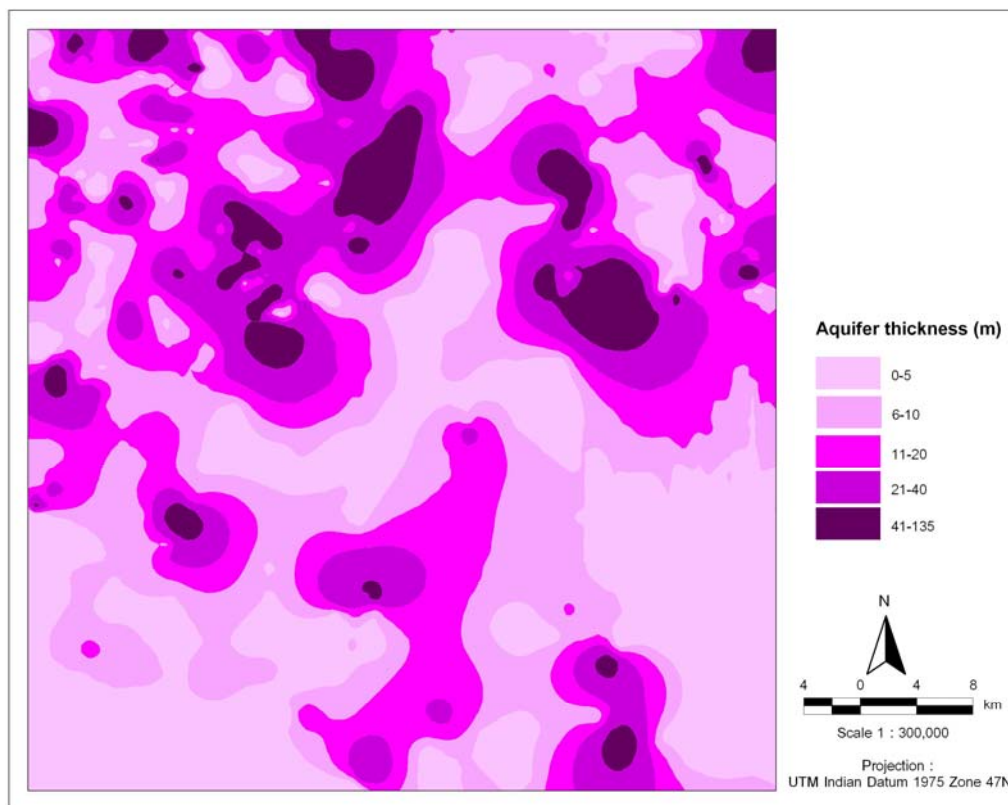 Aquifer thickness (m)
0-5
6-10
11-20
21-40
41-135
N
4 0 4 8
km
Scale 1 : 300,000
Projection :
UTM Indian Datum 1975 Zone 47N